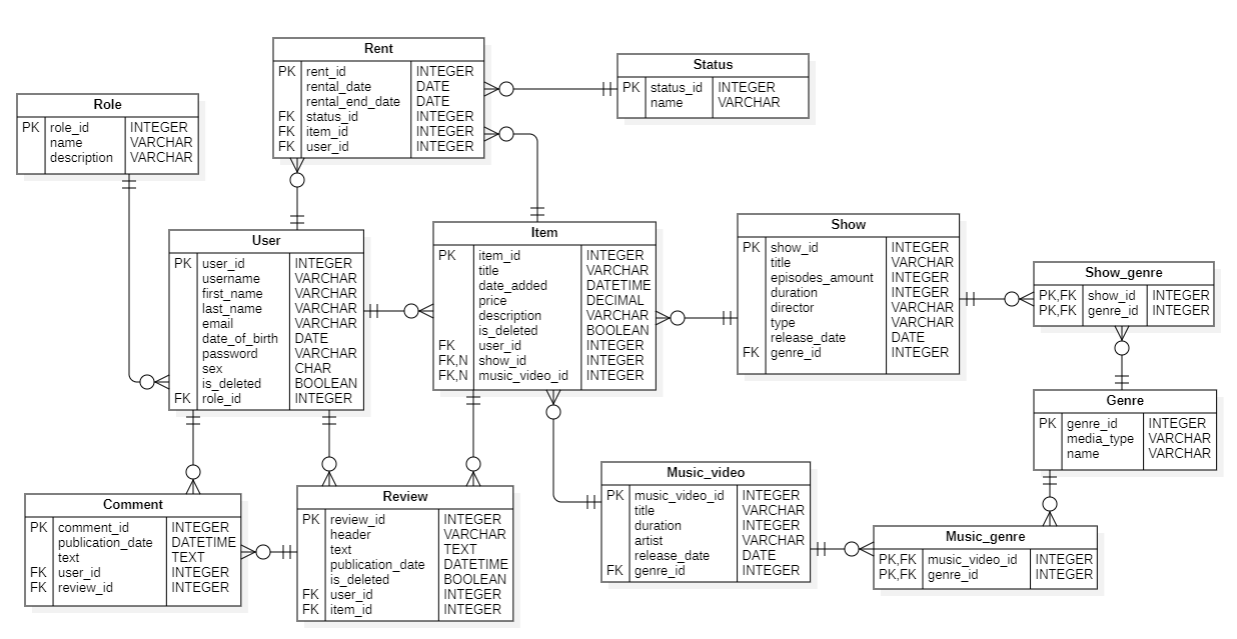 Rent
PK rent_id INTEGER
rental_date DATE
rental_end_date DATE
FK status_id INTEGER
FK item_id INTEGER
FK user_id INTEGER
Status
PK status_id INTEGER
name VARCHAR
Role
PK role_id INTEGER
name VARCHAR
description VARCHAR
User
PK user_id INTEGER
username VARCHAR
first_name VARCHAR
last_name VARCHAR
email VARCHAR
date_of_birth DATE
password VARCHAR
sex CHAR
is_deleted BOOLEAN
FK role_id INTEGER
Item
PK item_id INTEGER
title VARCHAR
date_added DATETIME
price DECIMAL
description VARCHAR
is_deleted BOOLEAN
FK user_id INTEGER
FK,N show_id INTEGER
FK,N music_video_id INTEGER
Show
PK show_id INTEGER
title VARCHAR
episodes_amount INTEGER
duration INTEGER
director VARCHAR
type VARCHAR
release_date DATE
FK genre_id INTEGER
Show_genre
PK,FK show_id INTEGER
PK,FK genre_id INTEGER
Genre
PK genre_id INTEGER
media_type VARCHAR
name VARCHAR
Comment
PK comment_id INTEGER
publication_date DATETIME
text TEXT
FK user_id INTEGER
FK review_id INTEGER
Review
PK review_id INTEGER
header VARCHAR
text TEXT
publication_date DATETIME
is_deleted BOOLEAN
FK user_id INTEGER
FK item_id INTEGER
Music_video
PK music_video_id INTEGER
title VARCHAR
duration INTEGER
artist VARCHAR
release_date DATE
FK genre_id INTEGER
Music_genre
PK,FK music_video_id INTEGER
PK,FK genre_id INTEGER